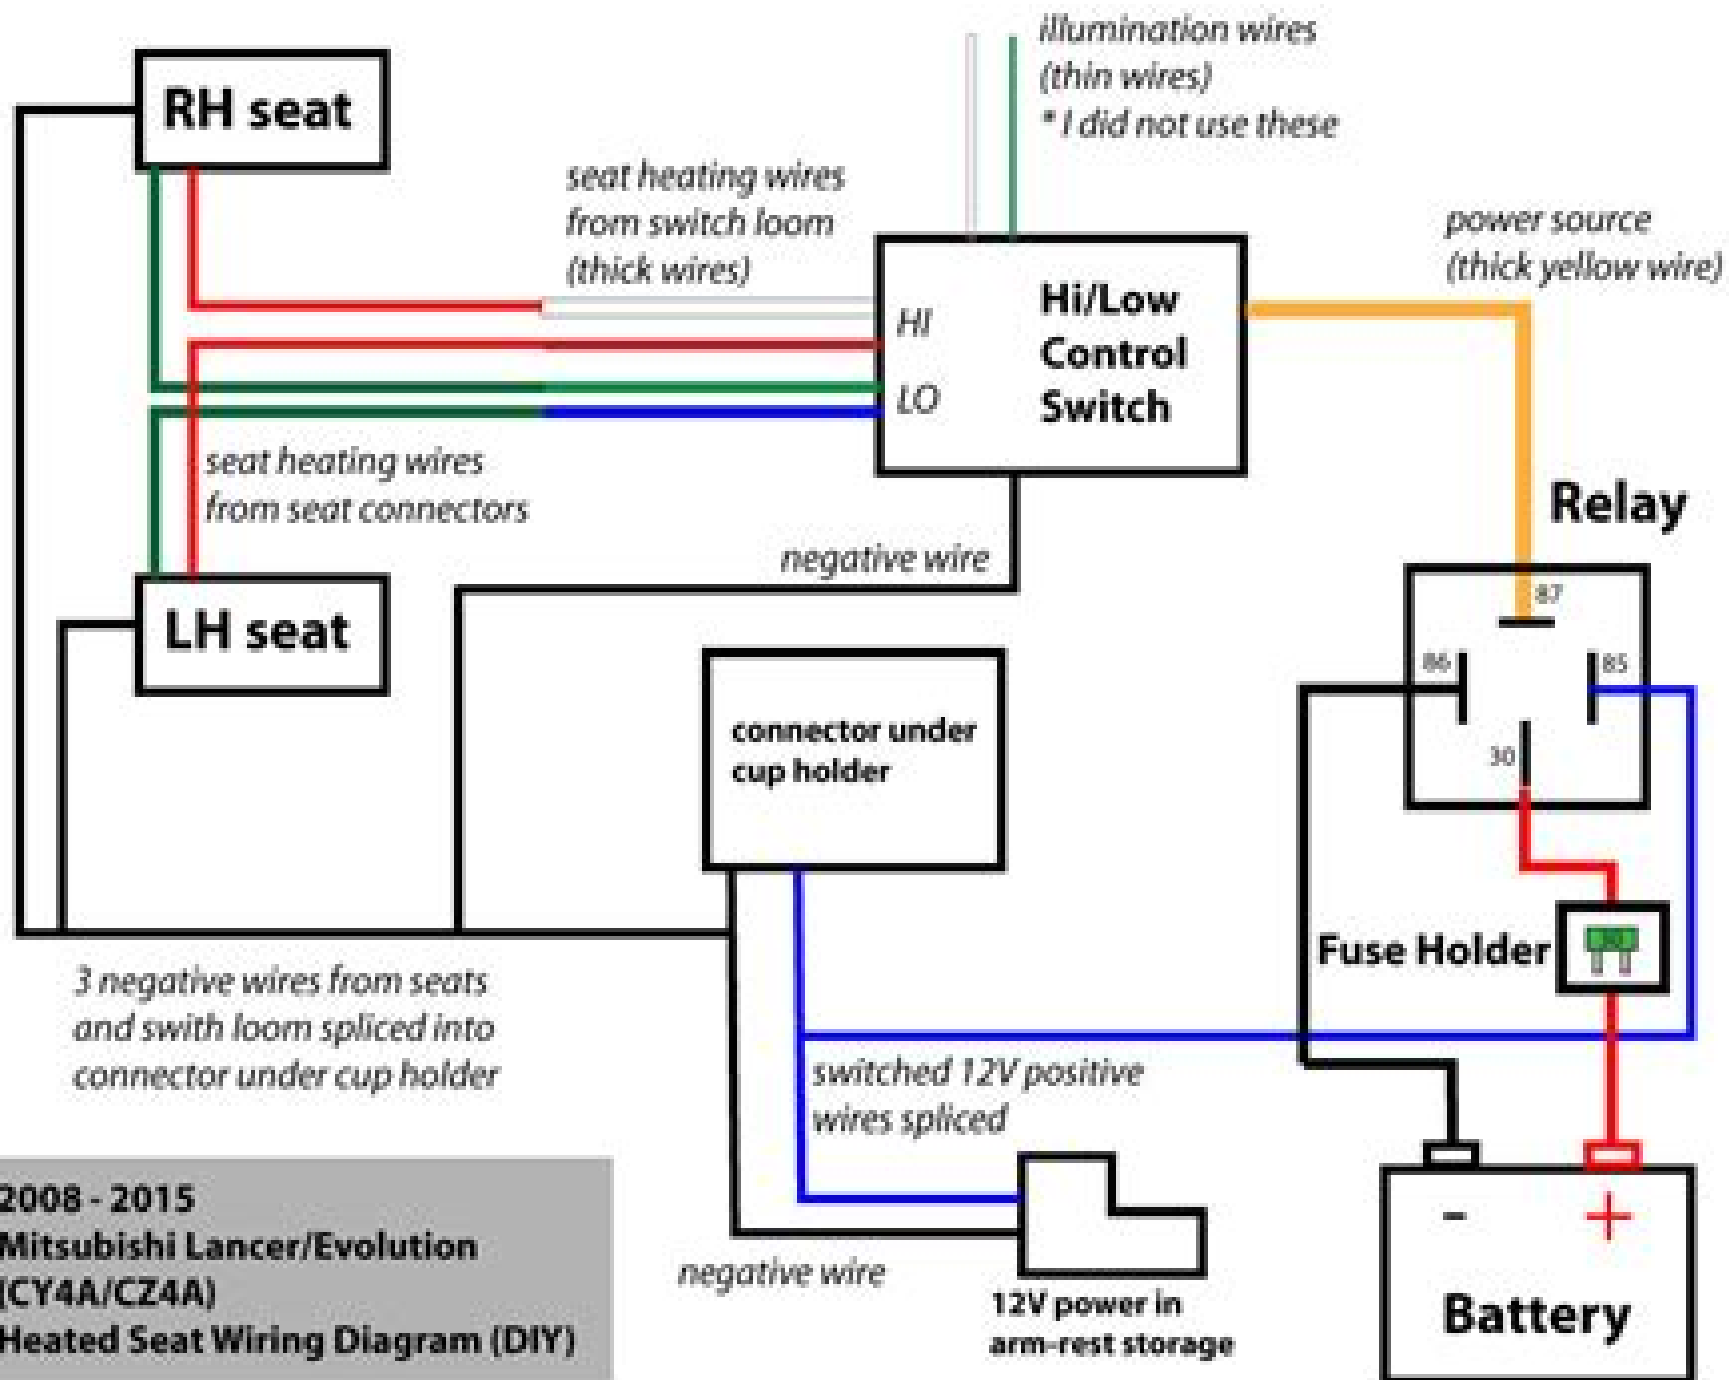 illumination wires
(thin wires)
* I did not use these
RH seat
seat heating wires
from switch loom
(thick wires)
power source
(thick yellow wire)
HI
LO
Hi/Low
Control
Switch
seat heating wires
from seat connectors
Relay
negative wire
87
86
85
30
LH seat
connector under
cup holder
Fuse Holder
3 negative wires from seats
and swith loom spliced into
connector under cup holder
switched 12V positive
wires spliced
2008 - 2015
Mitsubishi Lancer/Evolution
(CY4A/CZ4A)
Heated Seat Wiring Diagram (DIY)
negative wire
12V power in
arm-rest storage
- +
Battery